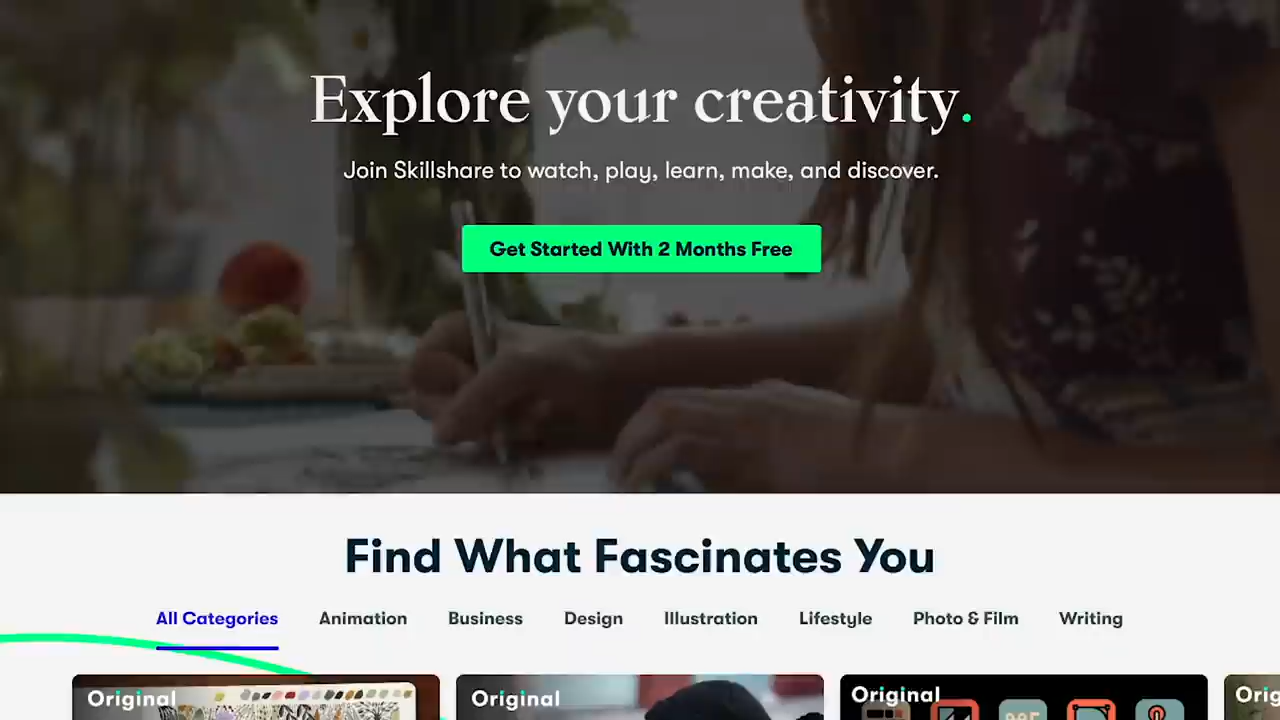 Explore your creativity.
Join Skillshare to watch, play, learn, make, and discover.
Get Started With 2 Months Free
Find What Fascinates You
All Categories Animation Business Design Illustration Lifestyle Photo & Film Writing
Original Original Original